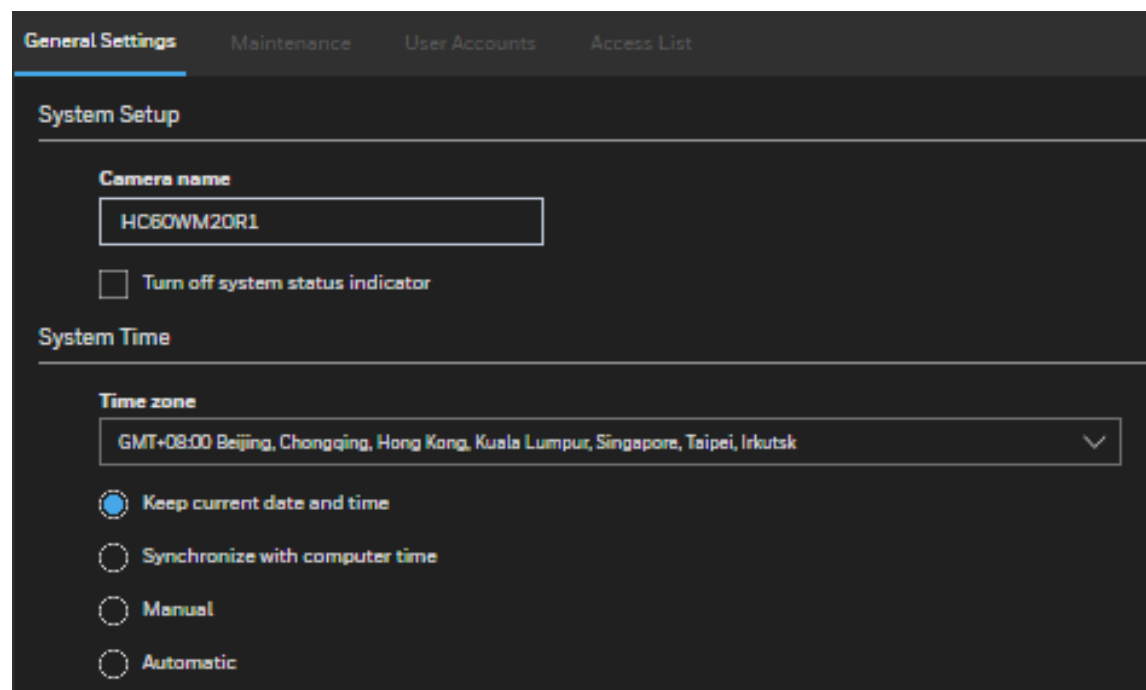 General Settings Maintenance User Accounts Access List
System Setup
Camera name
HC60WM20R1
Turn off system status indicator
System Time
Time zone
GMT+08:00 Beijing, Chongqing, Hong Kong, Kuala Lumpur, Singapore, Taipei, Irkutsk
Keep current date and time
Synchronize with computer time
Manual
Automatic